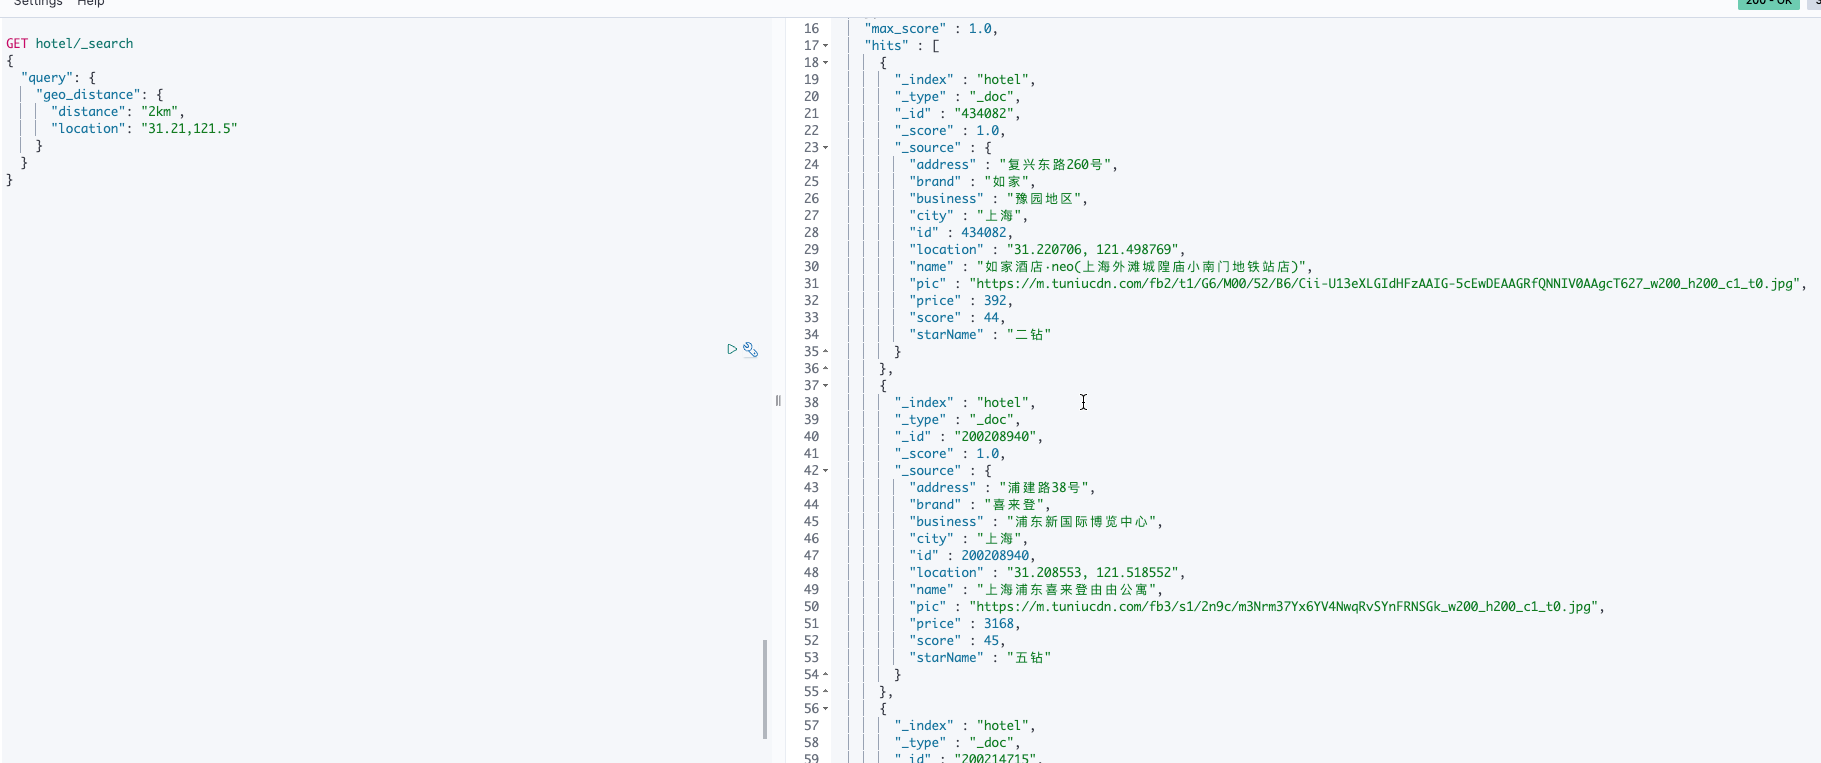 Settings Help
200 - OK
GET hotel/_search
{
"query": {
"geo_distance": {
"distance": "2km",
"location": "31.21,121.5"
}
}
}
16 "max_score" : 1.0,
17 "hits" : [
18 {
19 "_index" : "hotel",
20 "_type" : "_doc",
21 "_id" : "434082",
22 "_score" : 1.0,
23 "_source" : {
24 "address" : "复兴东路260号",
25 "brand" : "如家",
26 "business" : "豫园地区",
27 "city" : "上海",
28 "id" : 434082,
29 "location" : "31.220706, 121.498769",
30 "name" : "如家酒店·neo(上海外滩城隍庙小南门地铁站店)",
31 "pic" : "https://m.tuniucdn.com/fb2/t1/G6/M00/52/B6/Cii-U13eXLGIdHFzAAIG-5cEwDEAAGRfQNNIV0AAgcT627_w200_h200_c1_t0.jpg",
32 "price" : 392,
33 "score" : 44,
34 "starName" : "二钻"
35 }
36 },
37 {
38 "_index" : "hotel",
39 "_type" : "_doc",
40 "_id" : "200208940",
41 "_score" : 1.0,
42 "_source" : {
43 "address" : "浦建路38号",
44 "brand" : "喜来登",
45 "business" : "浦东新国际博览中心",
46 "city" : "上海",
47 "id" : 200208940,
48 "location" : "31.208553, 121.518552",
49 "name" : "上海浦东喜来登由由公寓",
50 "pic" : "https://m.tuniucdn.com/fb3/s1/2n9c/m3Nrm37Yx6YV4NwqRvSYnFRNSGk_w200_h200_c1_t0.jpg",
51 "price" : 3168,
52 "score" : 45,
53 "starName" : "五钻"
54 }
55 },
56 {
57 "_index" : "hotel",
58 "_type" : "_doc",
59 "_id" : "200214715",